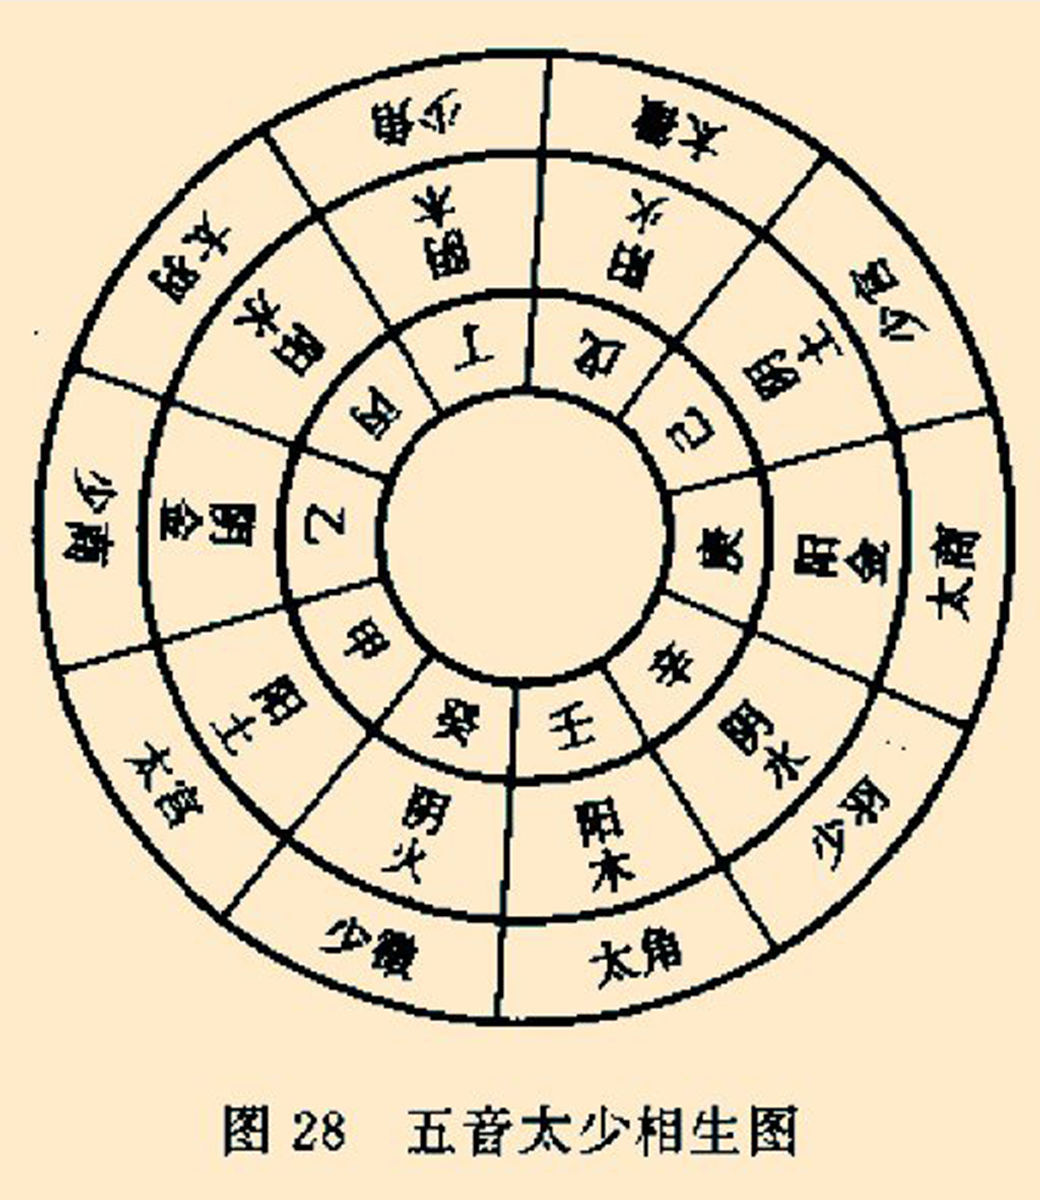 少角
太徵
少宫
太商
少羽
太角
少徵
太宫
少商
太羽
阴木
阳火
阴土
阳金
阴水
阳木
阴火
阳土
阴金
阳水
丁
戊
己
庚
辛
壬
癸
甲
乙
丙
图 28 五音太少相生图